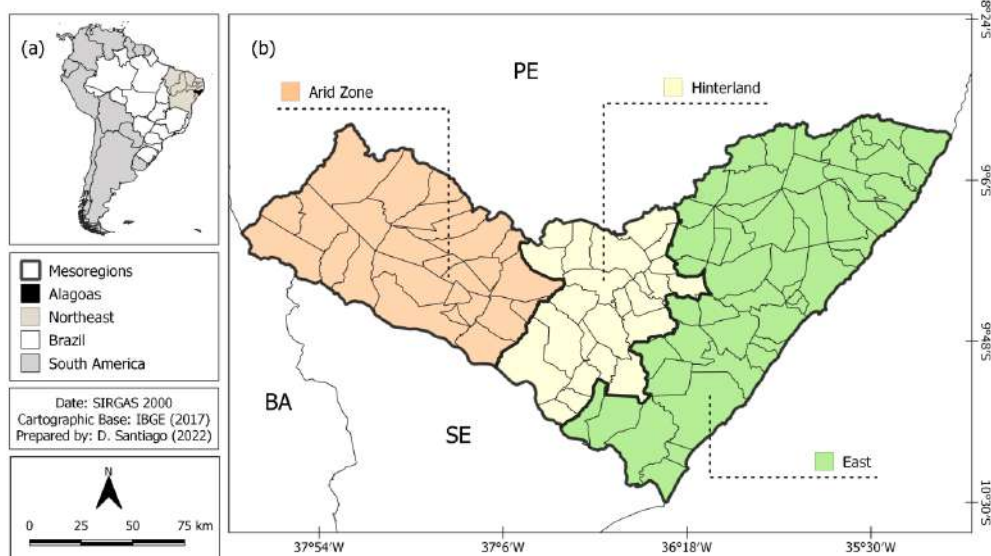 (a)
(b)
PE
Arid Zone
Hinterland
8°24'S
9°6'S
9°48'S
10°30'S
Mesoregions
Alagoas
Northeast
Brazil
South America
BA
SE
East
Date: SIRGAS 2000
Cartographic Base: IBGE (2017)
Prepared by: D. Santiago (2022)
N
0 25 50 75 km
37°54'W 37°6'W 36°18'W 35°30'W